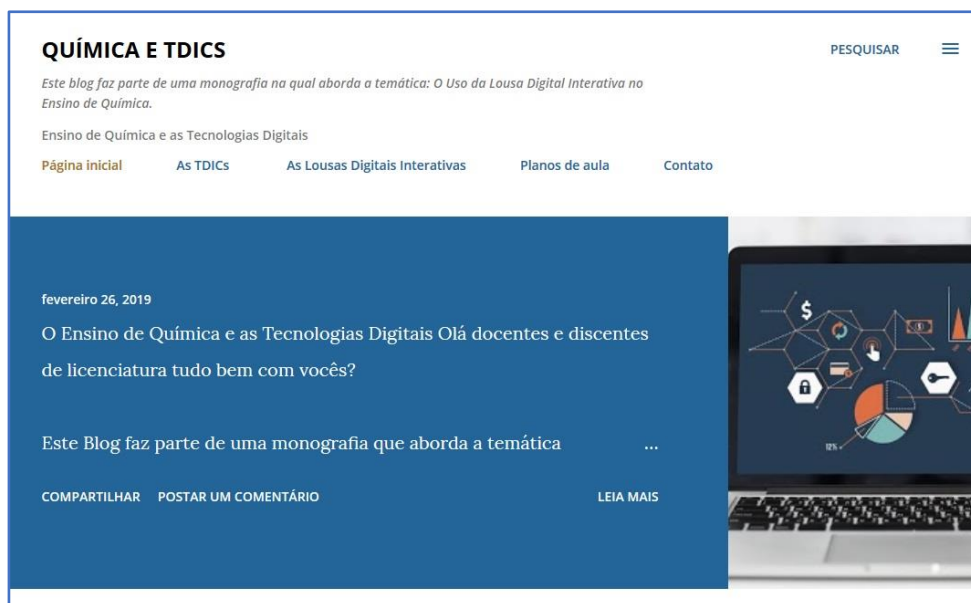 QUÍMICA E TDICS
PESQUISAR
Este blog faz parte de uma monografia na qual aborda a temática: O Uso da Lousa Digital Interativa no
Ensino de Química.
Ensino de Química e as Tecnologias Digitais
Página inicial As TDICs As Lousas Digitais Interativas Planos de aula Contato
fevereiro 26, 2019
O Ensino de Química e as Tecnologias Digitais Olá docentes e discentes
de licenciatura tudo bem com vocês?
Este Blog faz parte de uma monografia que aborda a temática ...
COMPARTILHAR POSTAR UM COMENTÁRIO LEIA MAIS
$
12%